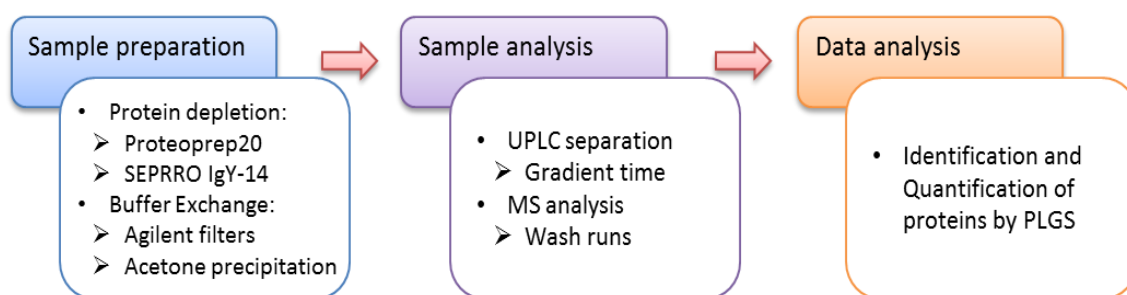 Sample preparation
• Protein depletion:
➢ Proteoprep20
➢ SEPRRO IgY-14
• Buffer Exchange:
➢ Agilent filters
➢ Acetone precipitation
Sample analysis
• UPLC separation
➢ Gradient time
• MS analysis
➢ Wash runs
Data analysis
• Identification and
Quantification of
proteins by PLGS